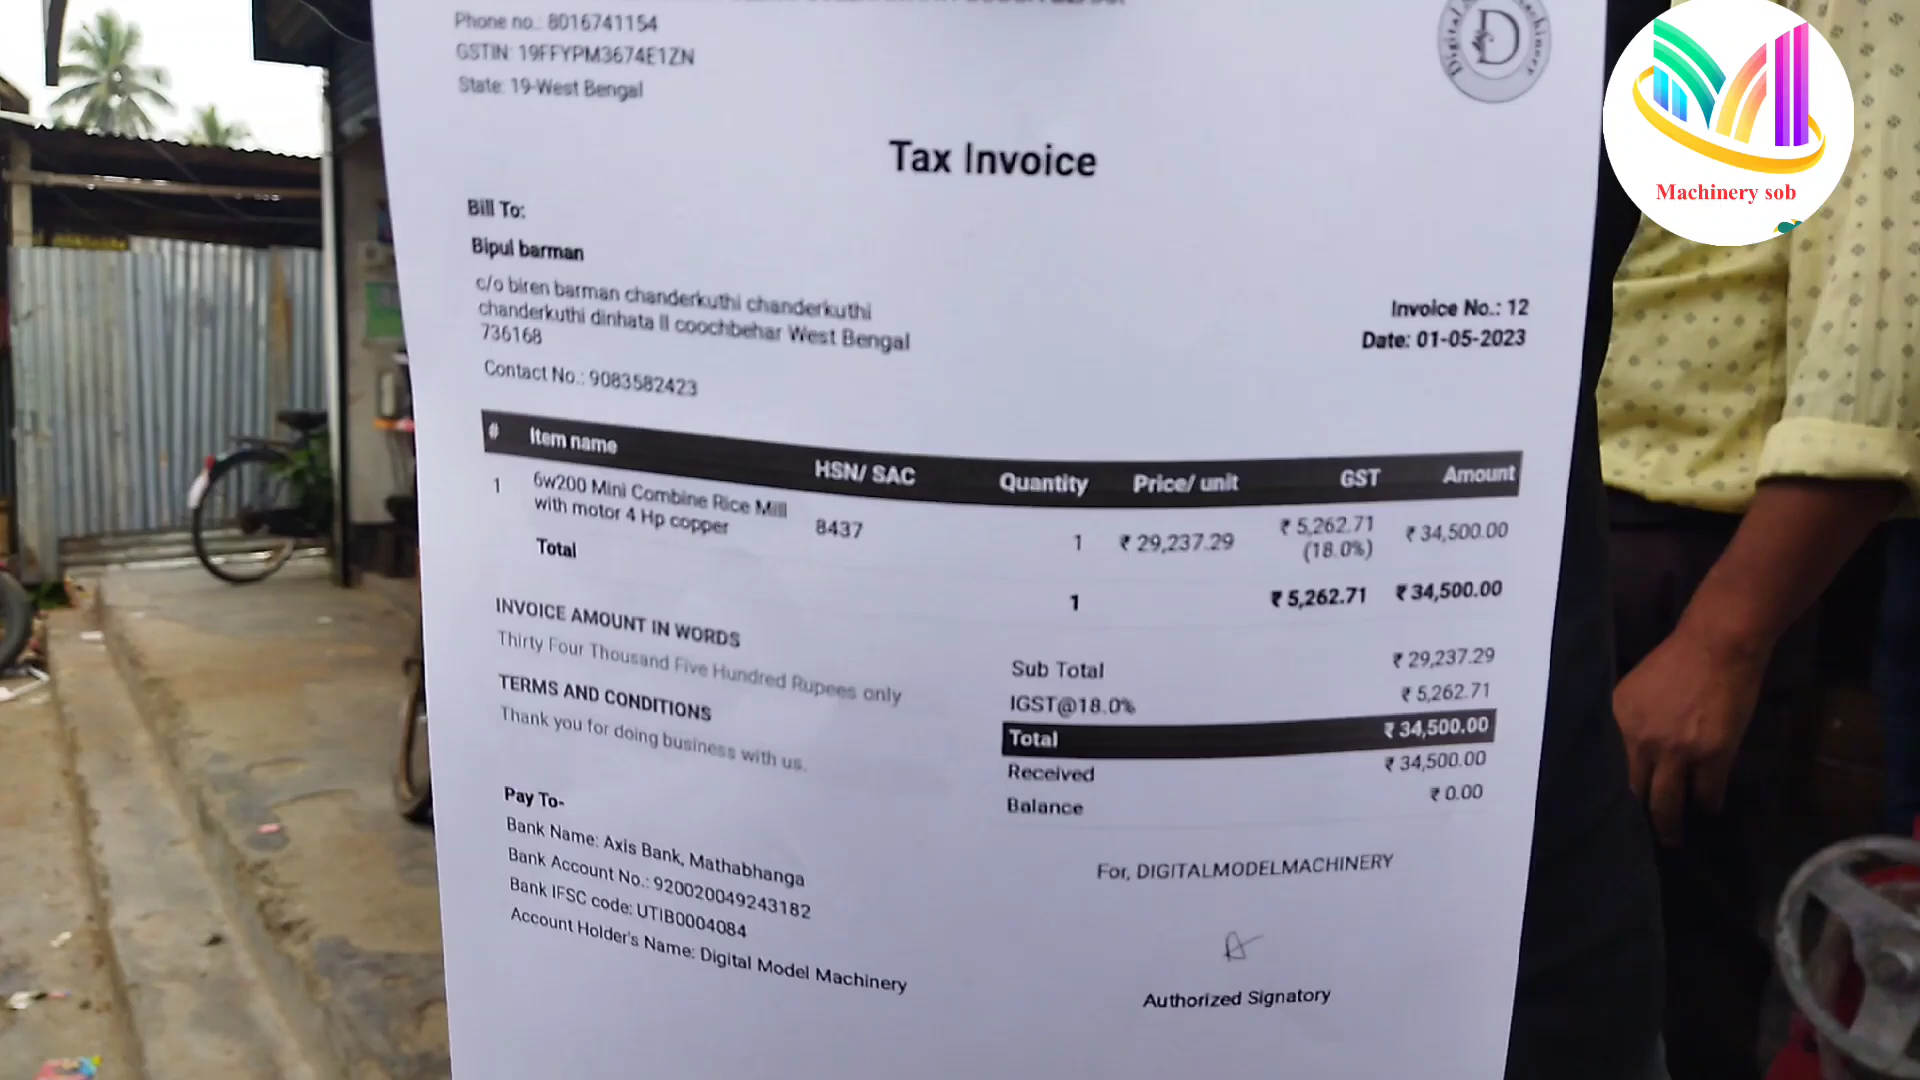 Phone no.: 8016741154
GSTIN: 19FFYPM3674E1ZN
State: 19-West Bengal
Digital Machinery
D
Machinery sob
Tax Invoice
Bill To:
Bipul barman
c/o biren barman chanderkuthi chanderkuthi
chanderkuthi dinhata II coochbehar West Bengal
736168
Contact No.: 9083582423
Invoice No.: 12
Date: 01-05-2023
# Item name HSN/ SAC Quantity Price/ unit GST Amount
1 6w200 Mini Combine Rice Mill 8437 1 ₹ 29,237.29 ₹ 5,262.71 ₹ 34,500.00
with motor 4 Hp copper (18.0%)
Total 1 ₹ 5,262.71 ₹ 34,500.00
INVOICE AMOUNT IN WORDS
Thirty Four Thousand Five Hundred Rupees only
TERMS AND CONDITIONS
Thank you for doing business with us.
Sub Total ₹ 29,237.29
IGST@18.0% ₹ 5,262.71
Total ₹ 34,500.00
Received ₹ 34,500.00
Balance ₹ 0.00
Pay To-
Bank Name: Axis Bank, Mathabhanga
Bank Account No.: 920020049243182
Bank IFSC code: UTIB0004084
Account Holder's Name: Digital Model Machinery
For, DIGITALMODELMACHINERY
Authorized Signatory